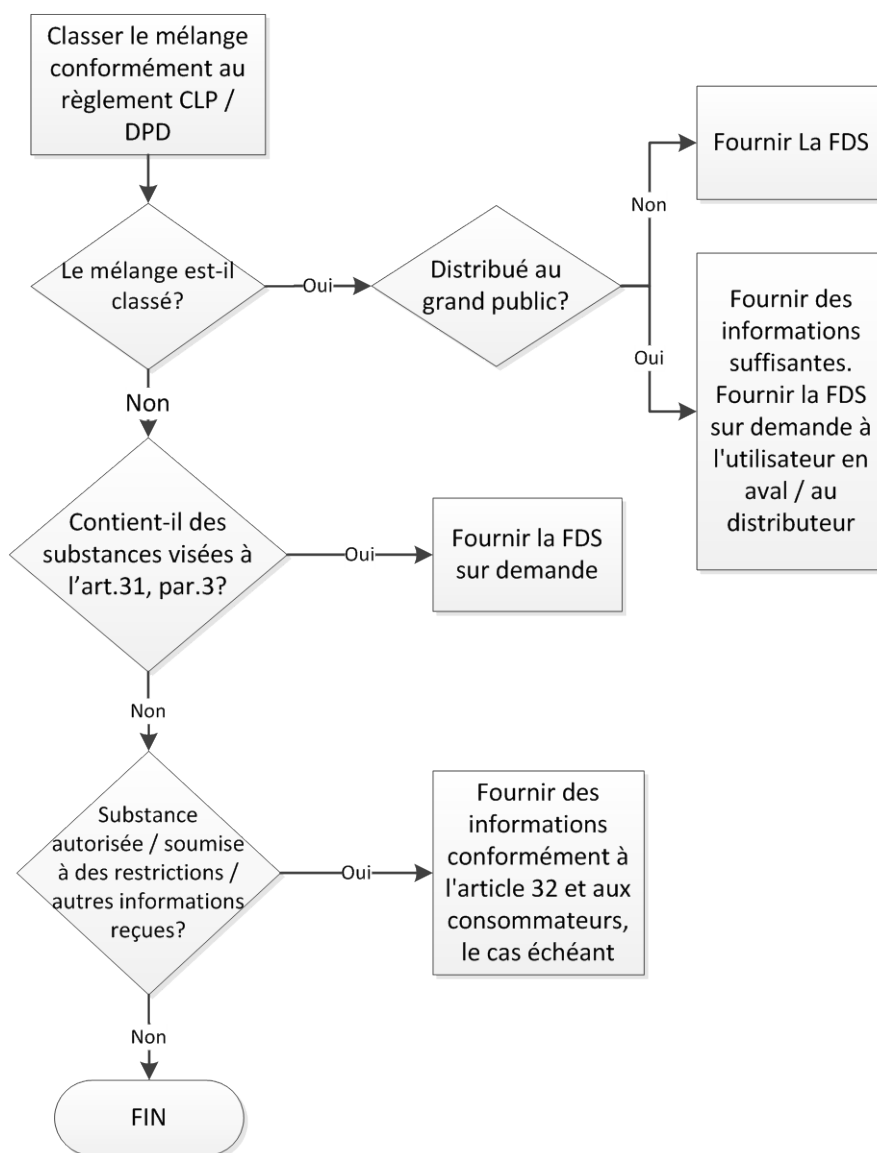 Classer le mélange
conformément au
règlement CLP /
DPD
Fournir La FDS
Non
Le mélange est-il
classé?
Oui
Distribué au
grand public?
Oui
Fournir des
informations
suffisantes.
Fournir la FDS
sur demande à
l'utilisateur en
aval / au
distributeur
Non
Contient-il des
substances visées à
l’art.31, par.3?
Oui
Fournir la FDS
sur demande
Non
Substance
autorisée / soumise
à des restrictions /
autres informations
reçues?
Oui
Fournir des
informations
conformément à
l'article 32 et aux
consommateurs,
le cas échéant
Non
FIN